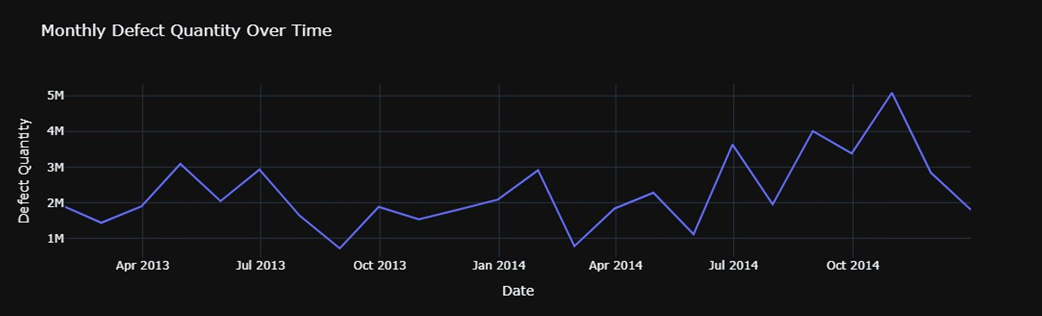 Monthly Defect Quantity Over Time
Defect Quantity
5M
4M
3M
2M
1M
Apr 2013 Jul 2013 Oct 2013 Jan 2014 Apr 2014 Jul 2014 Oct 2014
Date